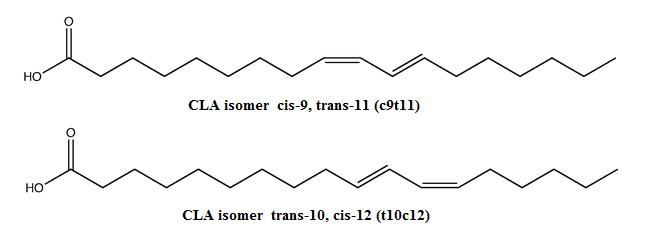 O
HO
CLA isomer cis-9, trans-11 (c9t11)
O
HO
CLA isomer trans-10, cis-12 (t10c12)